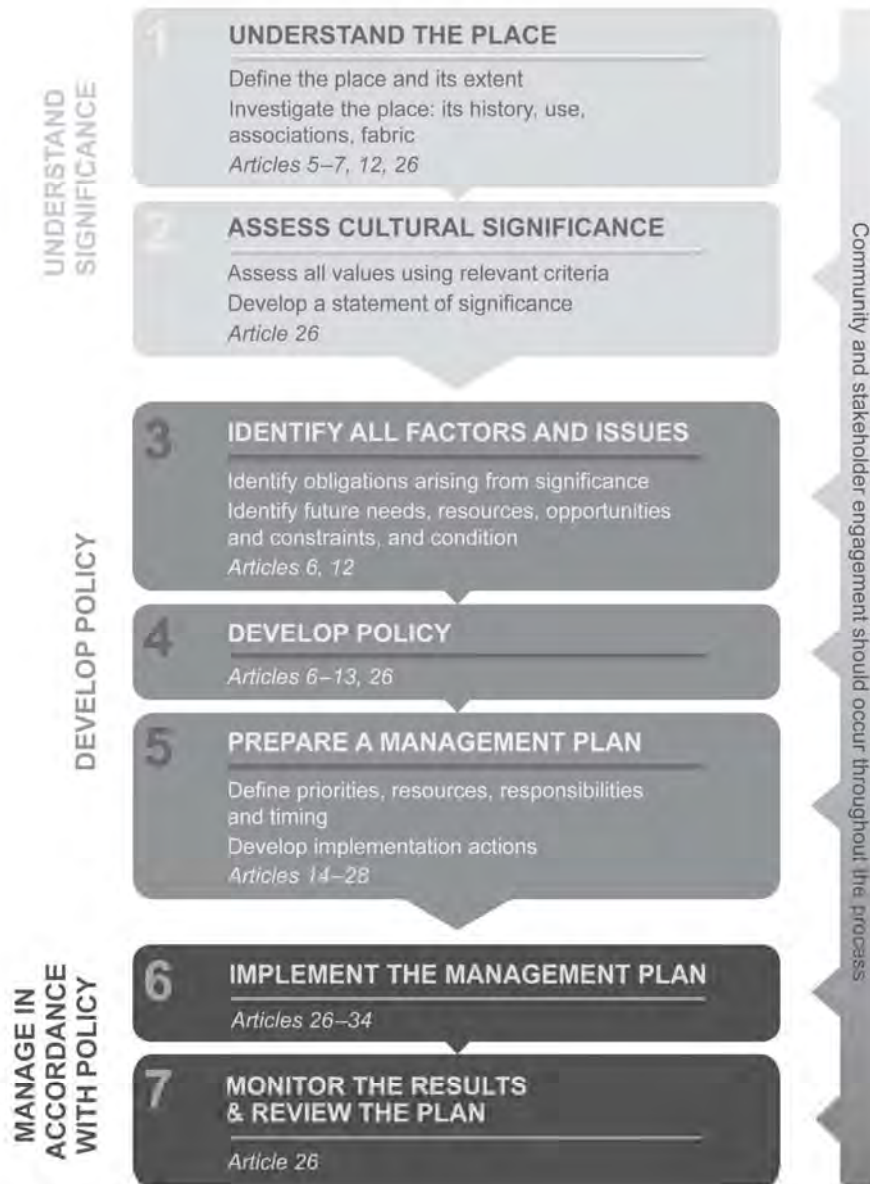 UNDERSTAND
SIGNIFICANCE
1
UNDERSTAND THE PLACE
Define the place and its extent
Investigate the place: its history, use,
associations, fabric
Articles 5–7, 12, 26
2
ASSESS CULTURAL SIGNIFICANCE
Assess all values using relevant criteria
Develop a statement of significance
Article 26
DEVELOP POLICY
3
IDENTIFY ALL FACTORS AND ISSUES
Identify obligations arising from significance
Identify future needs, resources, opportunities
and constraints, and condition
Articles 6, 12
4
DEVELOP POLICY
Articles 6–13, 26
5
PREPARE A MANAGEMENT PLAN
Define priorities, resources, responsibilities
and timing
Develop implementation actions
Articles 14–28
MANAGE IN
ACCORDANCE
WITH POLICY
6
IMPLEMENT THE MANAGEMENT PLAN
Articles 26–34
7
MONITOR THE RESULTS
& REVIEW THE PLAN
Article 26
Community and stakeholder engagement should occur throughout the process